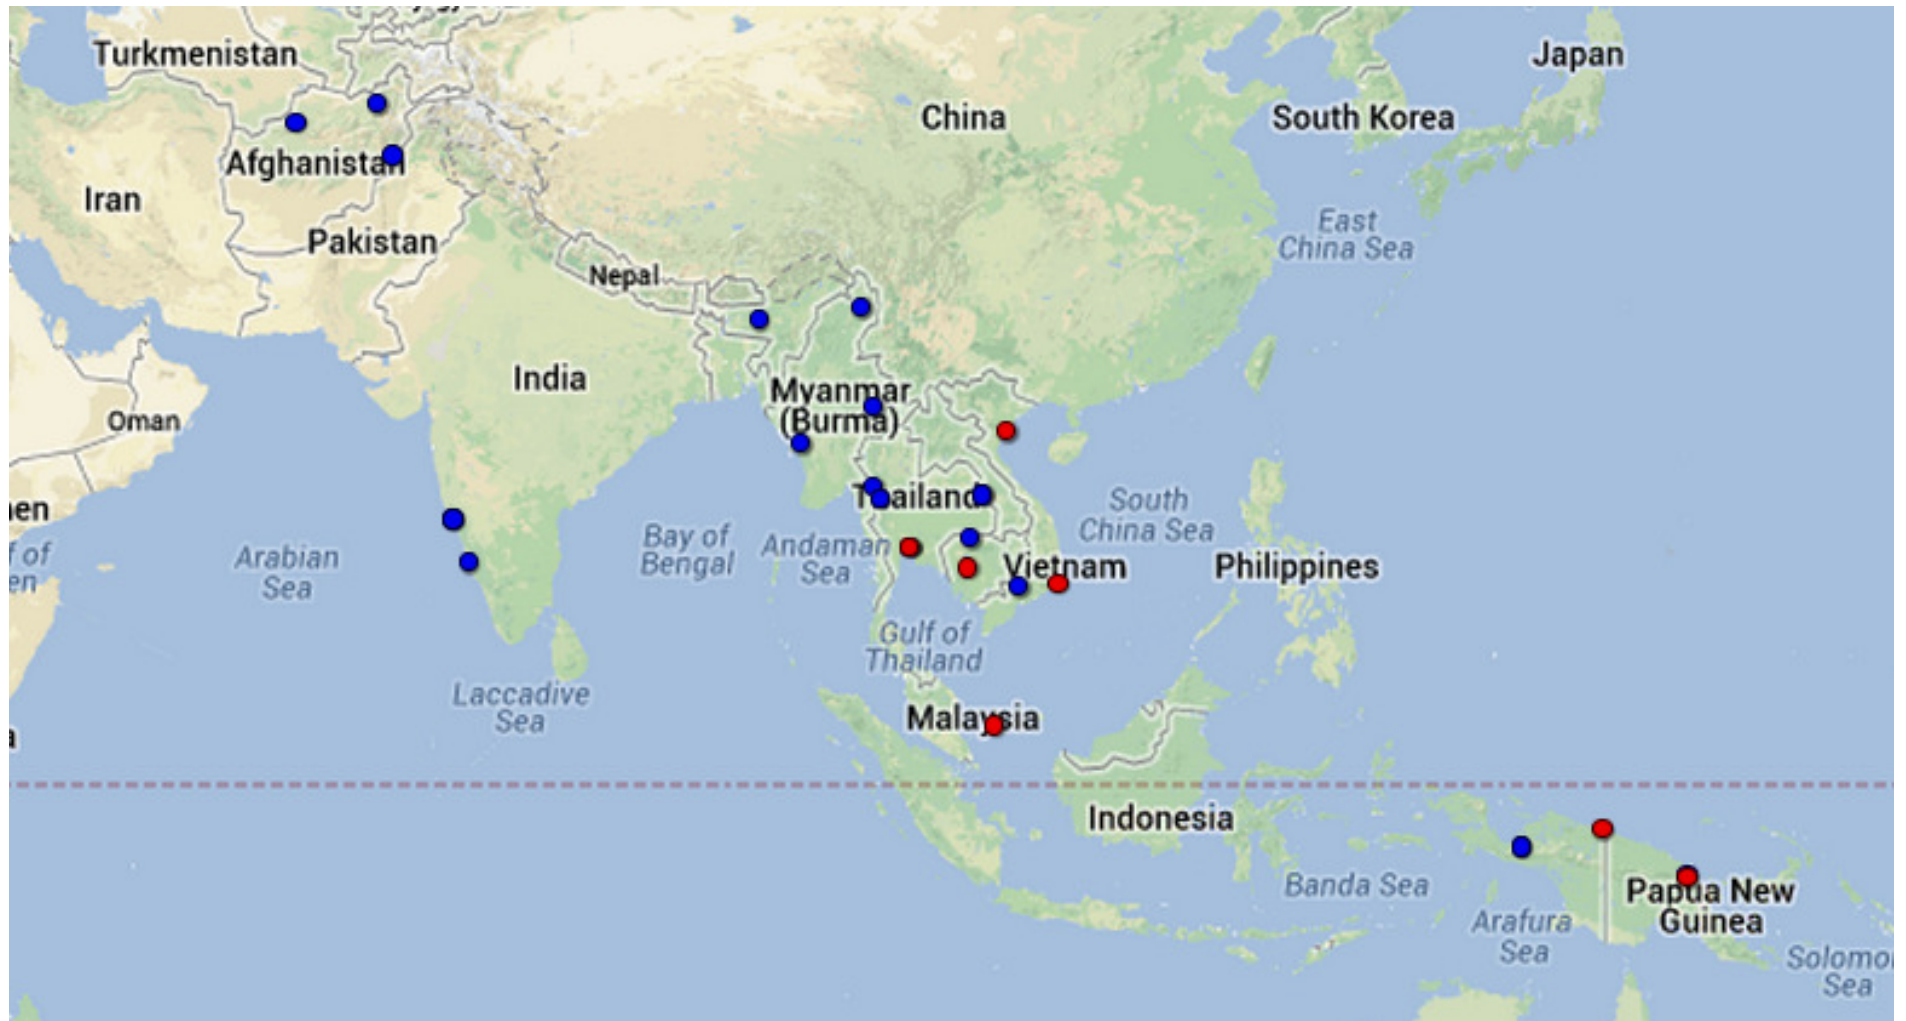 Turkmenistan
Japan
China
South Korea
Afghanistan
Iran
East
China Sea
Pakistan
Nepal
India
Myanmar
(Burma)
Oman
Thailand
South
China Sea
Bay of
Bengal
Andaman
Sea
Arabian
Sea
Vietnam
Philippines
Gulf of
Thailand
Laccadive
Sea
Malaysia
Indonesia
Banda Sea
Papua New
Guinea
Arafura
Sea
Sea